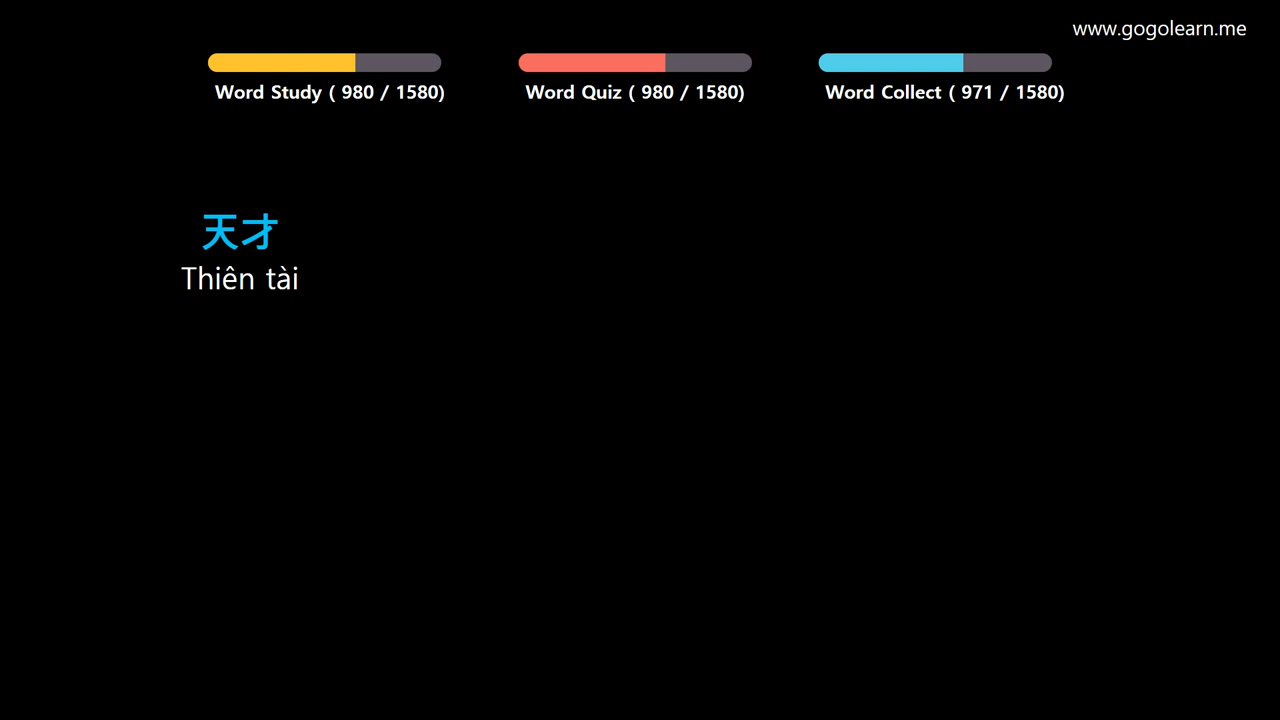 www.gogolearn.me
Word Study ( 980 / 1580)
Word Quiz ( 980 / 1580)
Word Collect ( 971 / 1580)
天才
Thiên tài